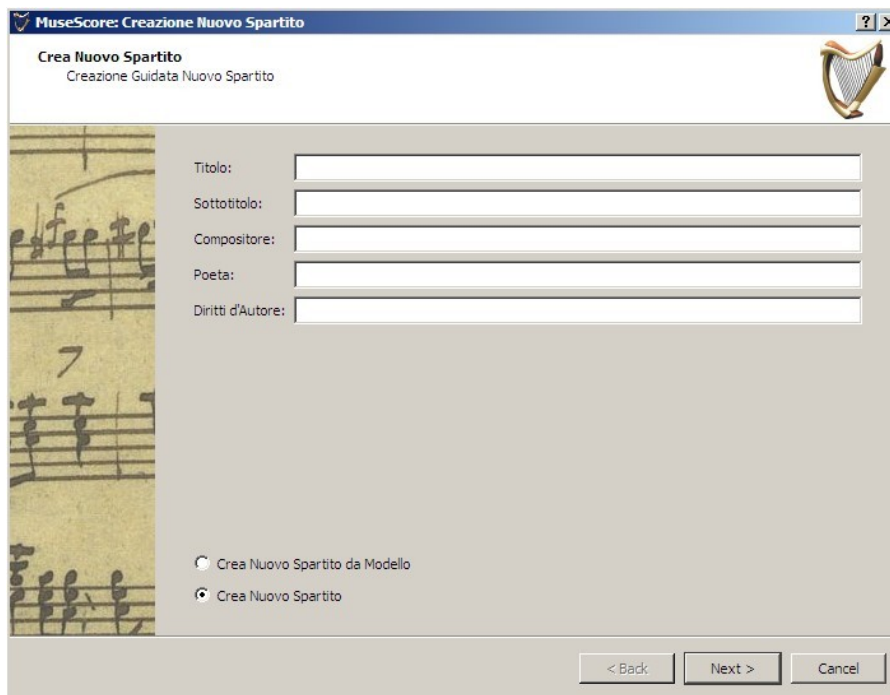 MuseScore: Creazione Nuovo Spartito
Crea Nuovo Spartito
Creazione Guidata Nuovo Spartito
Titolo:
Sottotitolo:
Compositore:
Poeta:
Diritti d'Autore:
7
Crea Nuovo Spartito da Modello
Crea Nuovo Spartito
< Back
Next >
Cancel